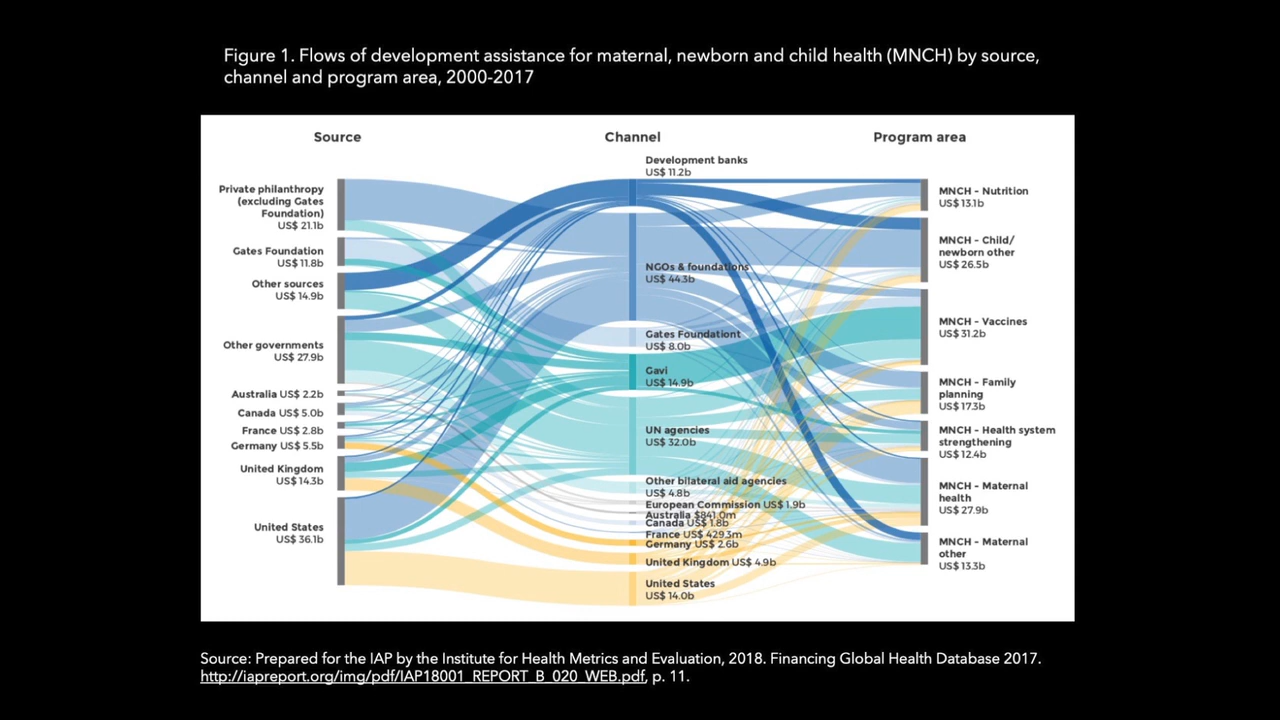 Figure 1. Flows of development assistance for maternal, newborn and child health (MNCH) by source,
channel and program area, 2000-2017
Source
Channel
Program area
Private philanthropy
(excluding Gates
Foundation)
US$ 21.1b
Gates Foundation
US$ 11.8b
Other sources
US$ 14.9b
Other governments
US$ 27.9b
Australia US$ 2.2b
Canada US$ 5.0b
France US$ 2.8b
Germany US$ 5.5b
United Kingdom
US$ 14.3b
United States
US$ 36.1b
Development banks
US$ 11.2b
NGOs & foundations
US$ 44.3b
Gates Foundationt
US$ 8.0b
Gavi
US$ 14.9b
UN agencies
US$ 32.0b
Other bilateral aid agencies
US$ 4.8b
European Commission US$ 1.9b
Australia $841.0m
Canada US$ 1.8b
France US$ 429.3m
Germany US$ 2.6b
United Kingdom US$ 4.9b
United States
US$ 14.0b
MNCH - Nutrition
US$ 13.1b
MNCH - Child/
newborn other
US$ 26.5b
MNCH - Vaccines
US$ 31.2b
MNCH - Family
planning
US$ 17.3b
MNCH - Health system
strengthening
US$ 12.4b
MNCH - Maternal
health
US$ 27.9b
MNCH - Maternal
other
US$ 13.3b
Source: Prepared for the IAP by the Institute for Health Metrics and Evaluation, 2018. Financing Global Health Database 2017.
http://iapreport.org/img/pdf/IAP18001_REPORT_B_020_WEB.pdf, p. 11.